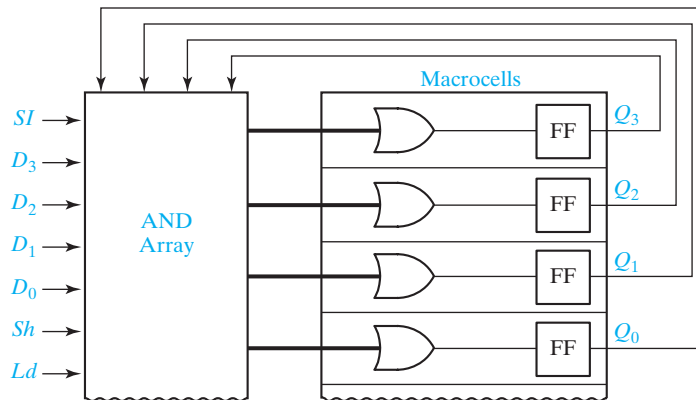 Macrocells
SI
D3
D2
D1
D0
Sh
Ld
AND
Array
FF
Q3
FF
Q2
FF
Q1
FF
Q0